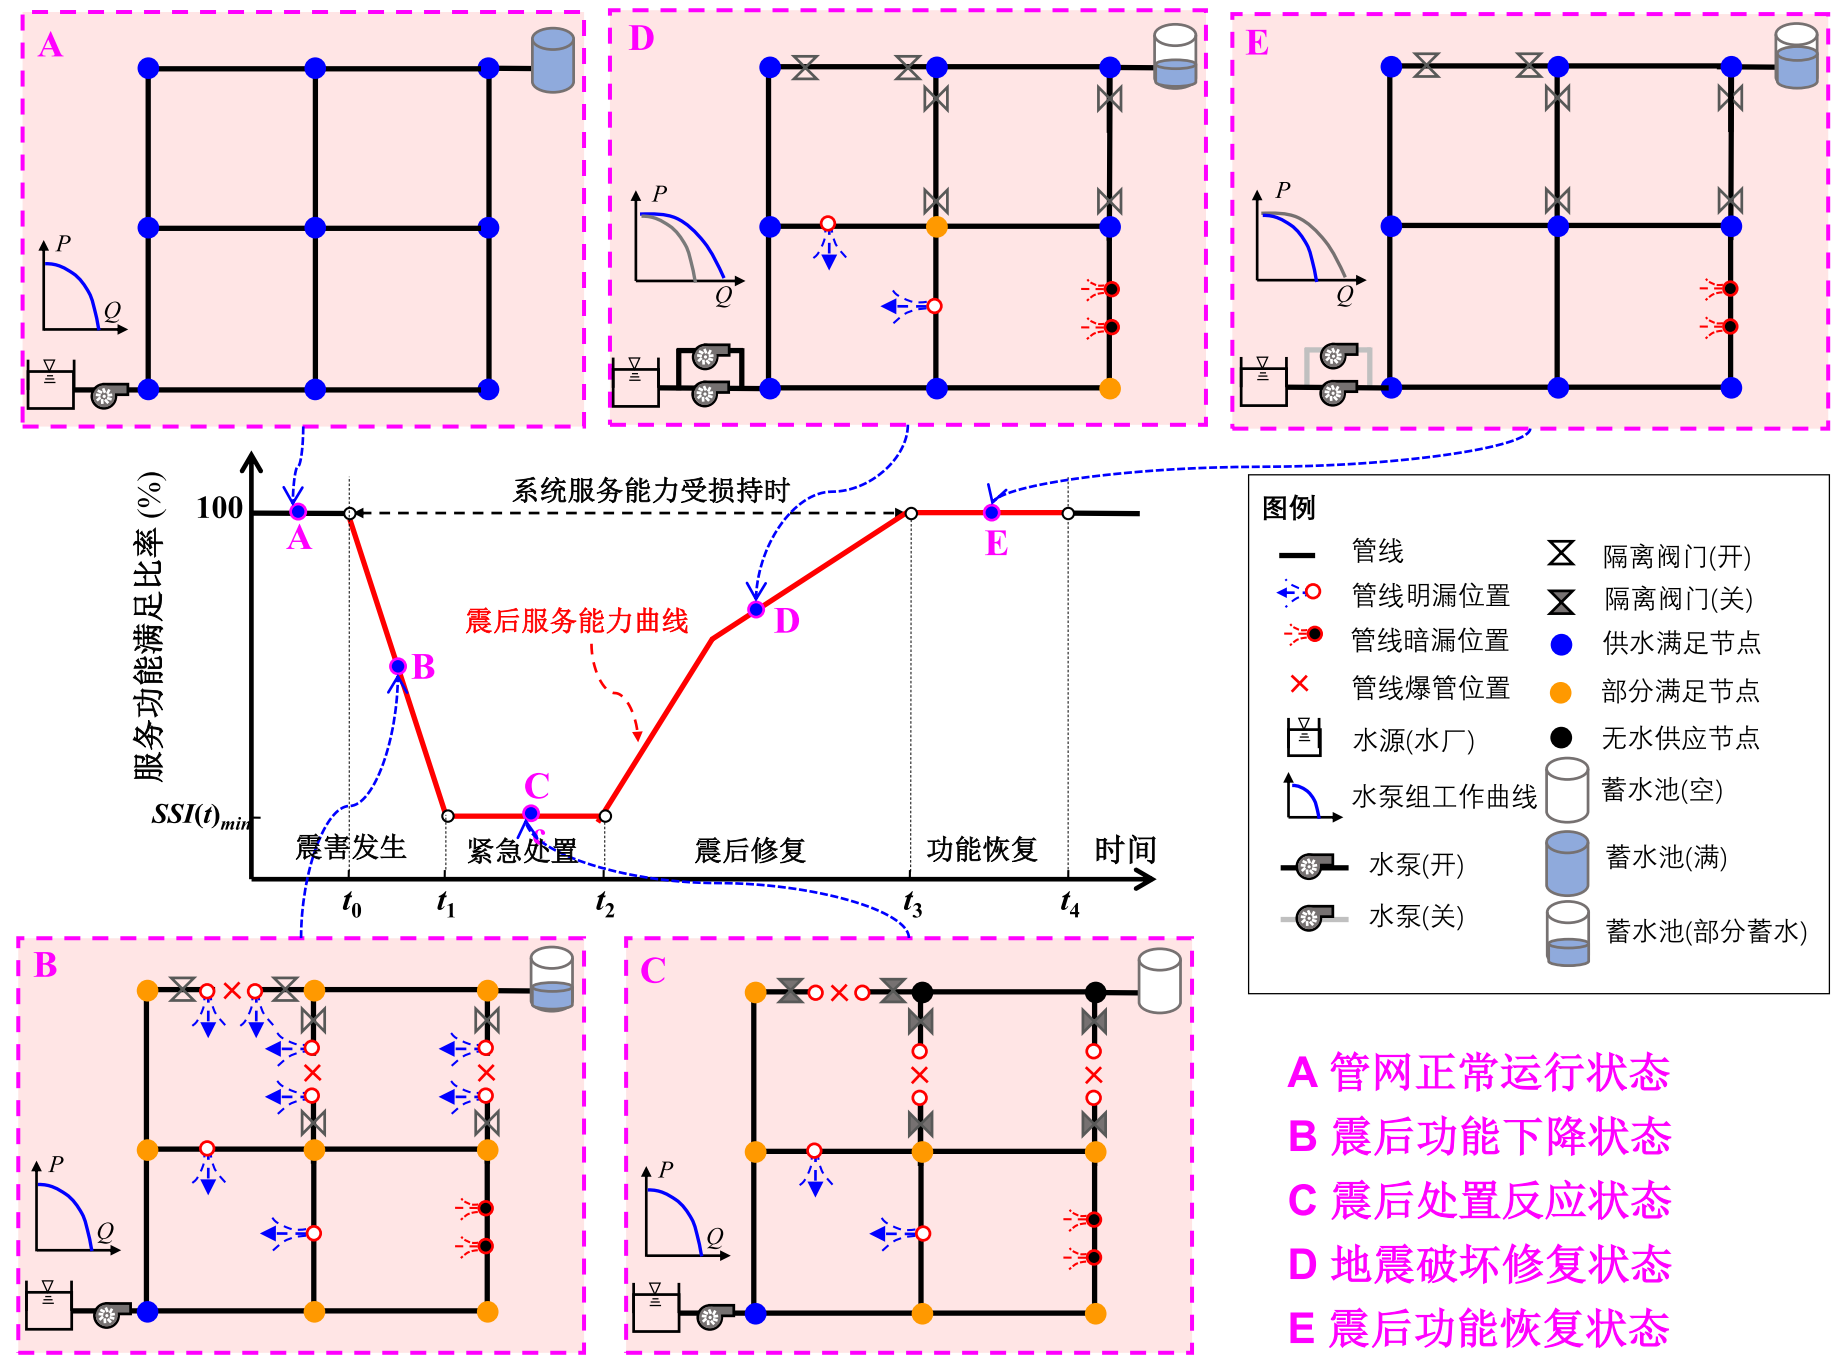 A
P
Q
D
P
Q
E
P
Q
服务功能满足比率(%)
100
系统服务能力受损持时
A
B
C
D
E
震后服务能力曲线
SSI(t)min
震害发生
紧急处置
震后修复
功能恢复
时间
t0
t1
t2
t3
t4
图例
管线
隔离阀门(开)
管线明漏位置
隔离阀门(关)
管线暗漏位置
供水满足节点
管线爆管位置
部分满足节点
水源(水厂)
无水供应节点
水泵组工作曲线
蓄水池(空)
水泵(开)
蓄水池(满)
水泵(关)
蓄水池(部分蓄水)
B
P
Q
C
P
Q
A 管网正常运行状态
B 震后功能下降状态
C 震后处置反应状态
D 地震破坏修复状态
E 震后功能恢复状态